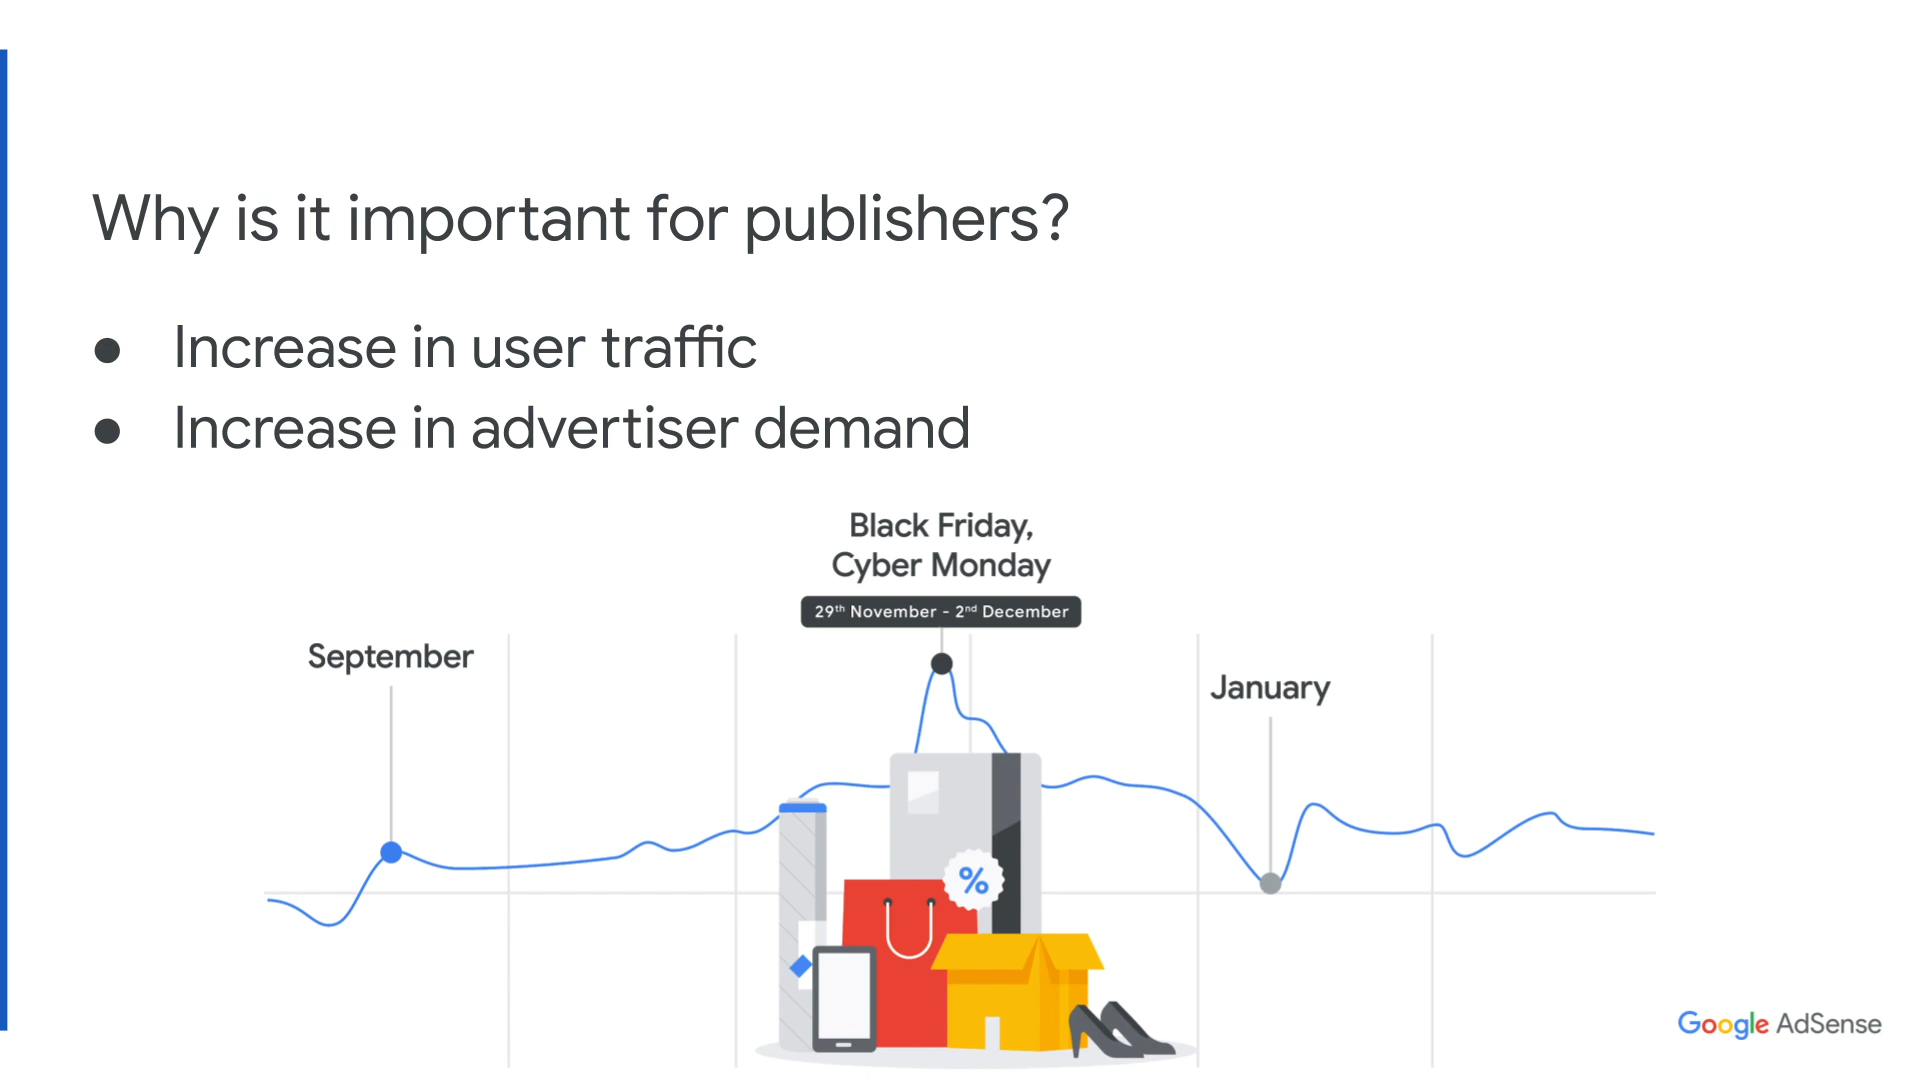 Why is it important for publishers?
● Increase in user traffic
● Increase in advertiser demand
Black Friday,
Cyber Monday
29th November - 2nd December
September
January
%
Google AdSense